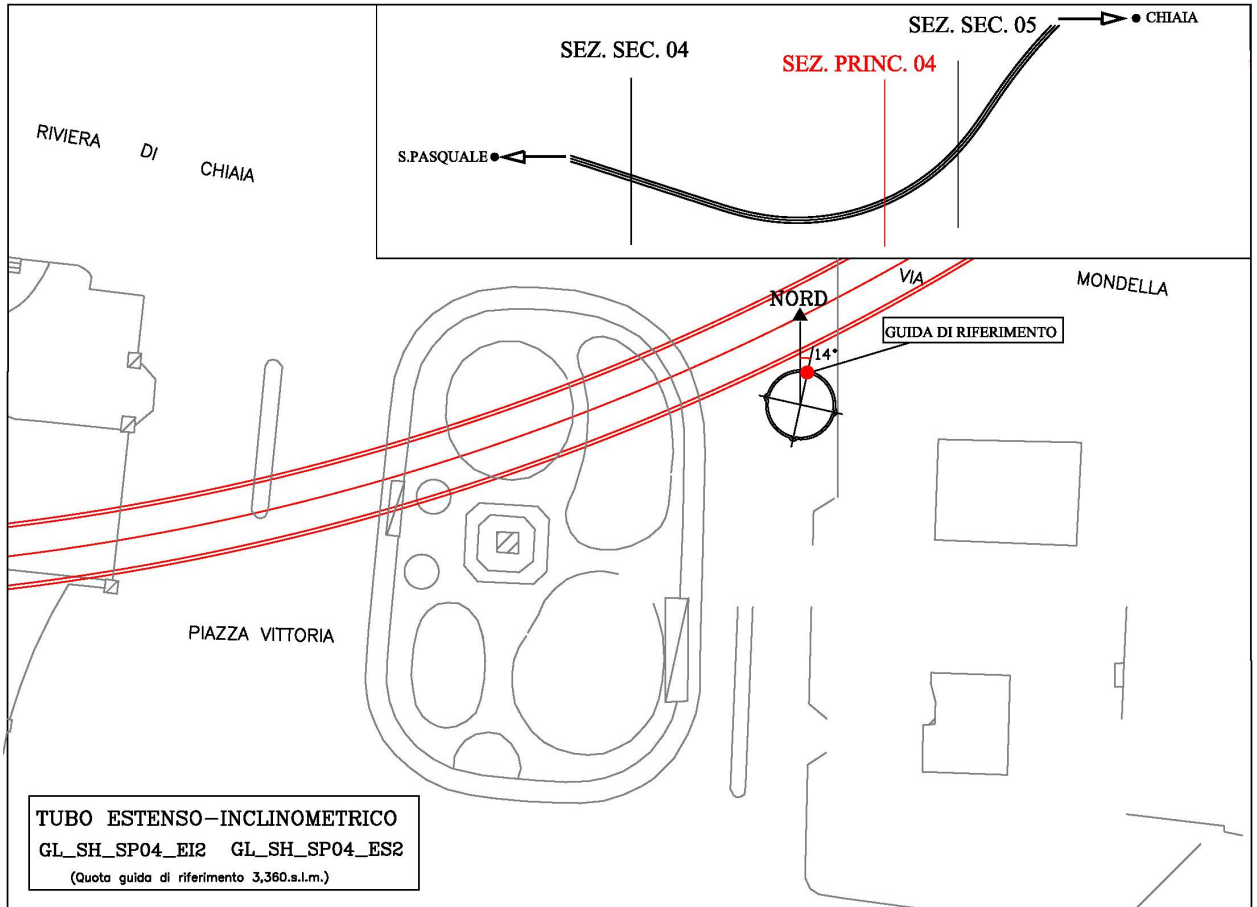 SEZ. SEC. 04
SEZ. PRINC. 04
SEZ. SEC. 05
CHIAIA
S.PASQUALE
RIVIERA DI CHIAIA
VIA MONDELLA
NORD
14°
GUIDA DI RIFERIMENTO
PIAZZA VITTORIA
TUBO ESTENSO-INCLINOMETRICO
GL_SH_SP04_EI2 GL_SH_SP04_ES2
(Quota guida di riferimento 3,360.s.l.m.)